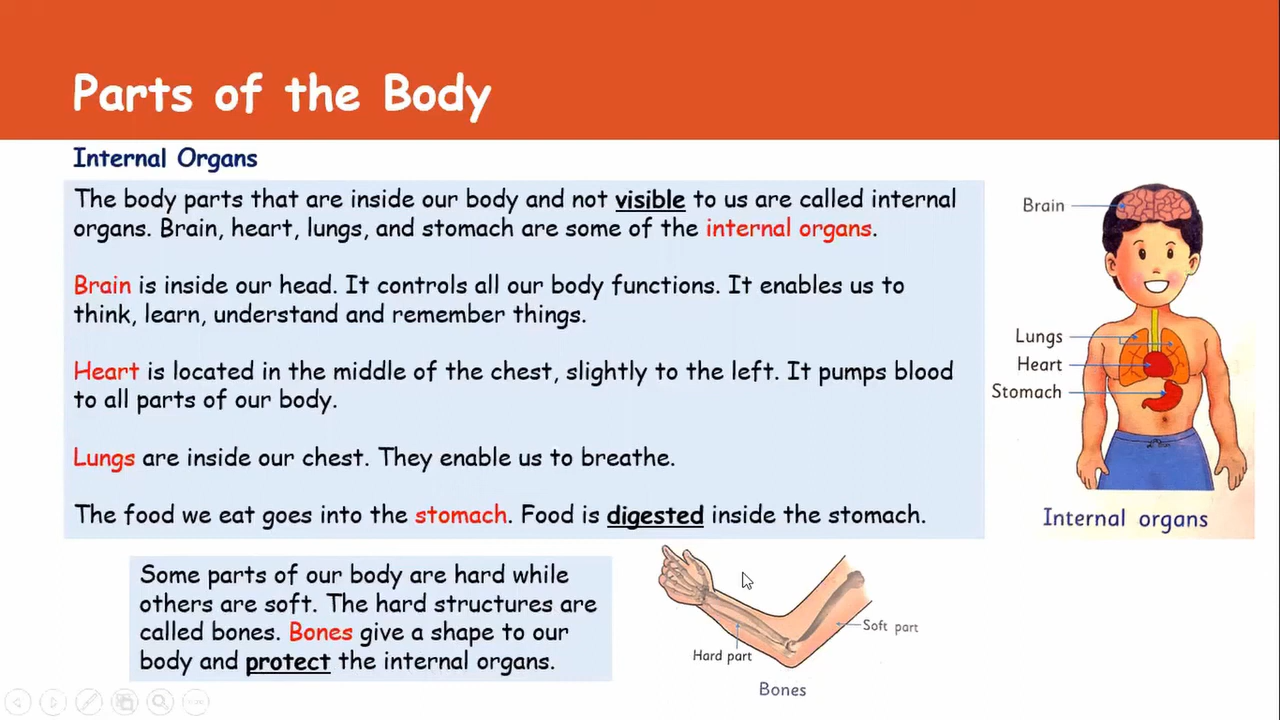 Parts of the Body
Internal Organs
The body parts that are inside our body and not visible to us are called internal
organs. Brain, heart, lungs, and stomach are some of the internal organs.
Brain is inside our head. It controls all our body functions. It enables us to
think, learn, understand and remember things.
Heart is located in the middle of the chest, slightly to the left. It pumps blood
to all parts of our body.
Lungs are inside our chest. They enable us to breathe.
The food we eat goes into the stomach. Food is digested inside the stomach.
Brain
Lungs
Heart
Stomach
Internal organs
Some parts of our body are hard while
others are soft. The hard structures are
called bones. Bones give a shape to our
body and protect the internal organs.
Soft part
Hard part
Bones